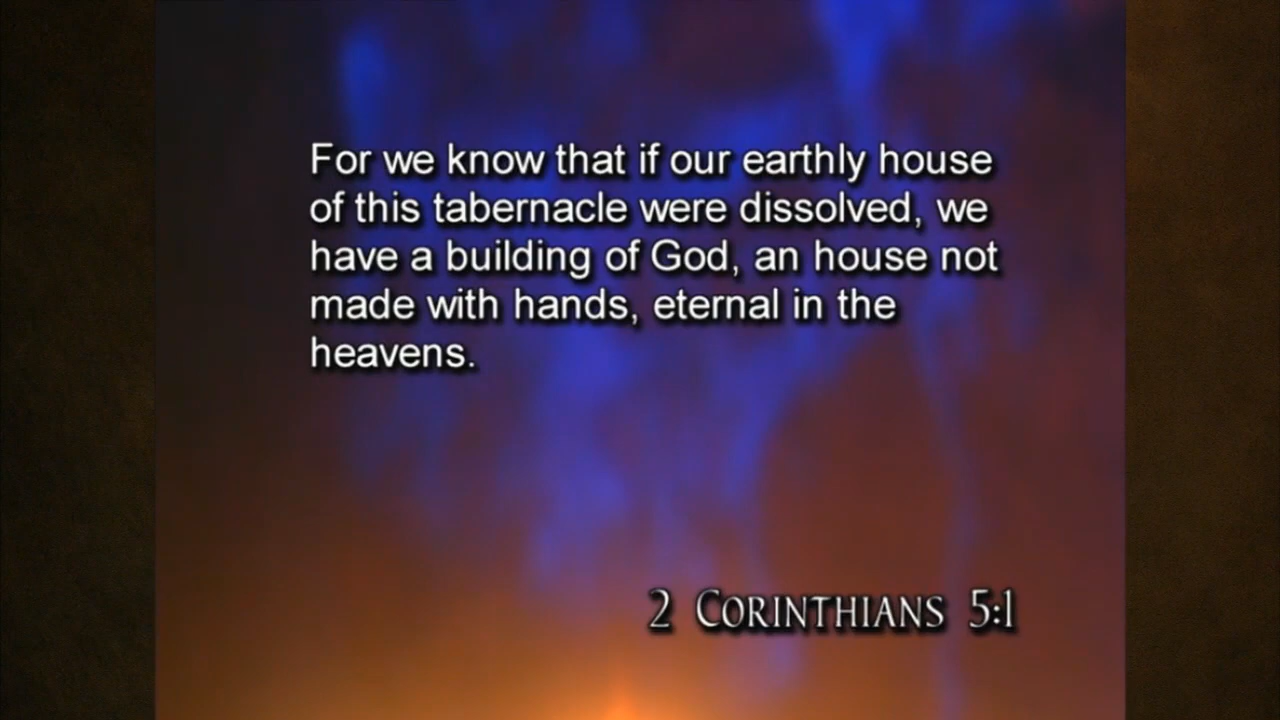 For we know that if our earthly house
of this tabernacle were dissolved, we
have a building of God, an house not
made with hands, eternal in the
heavens.
2 Corinthians 5:1